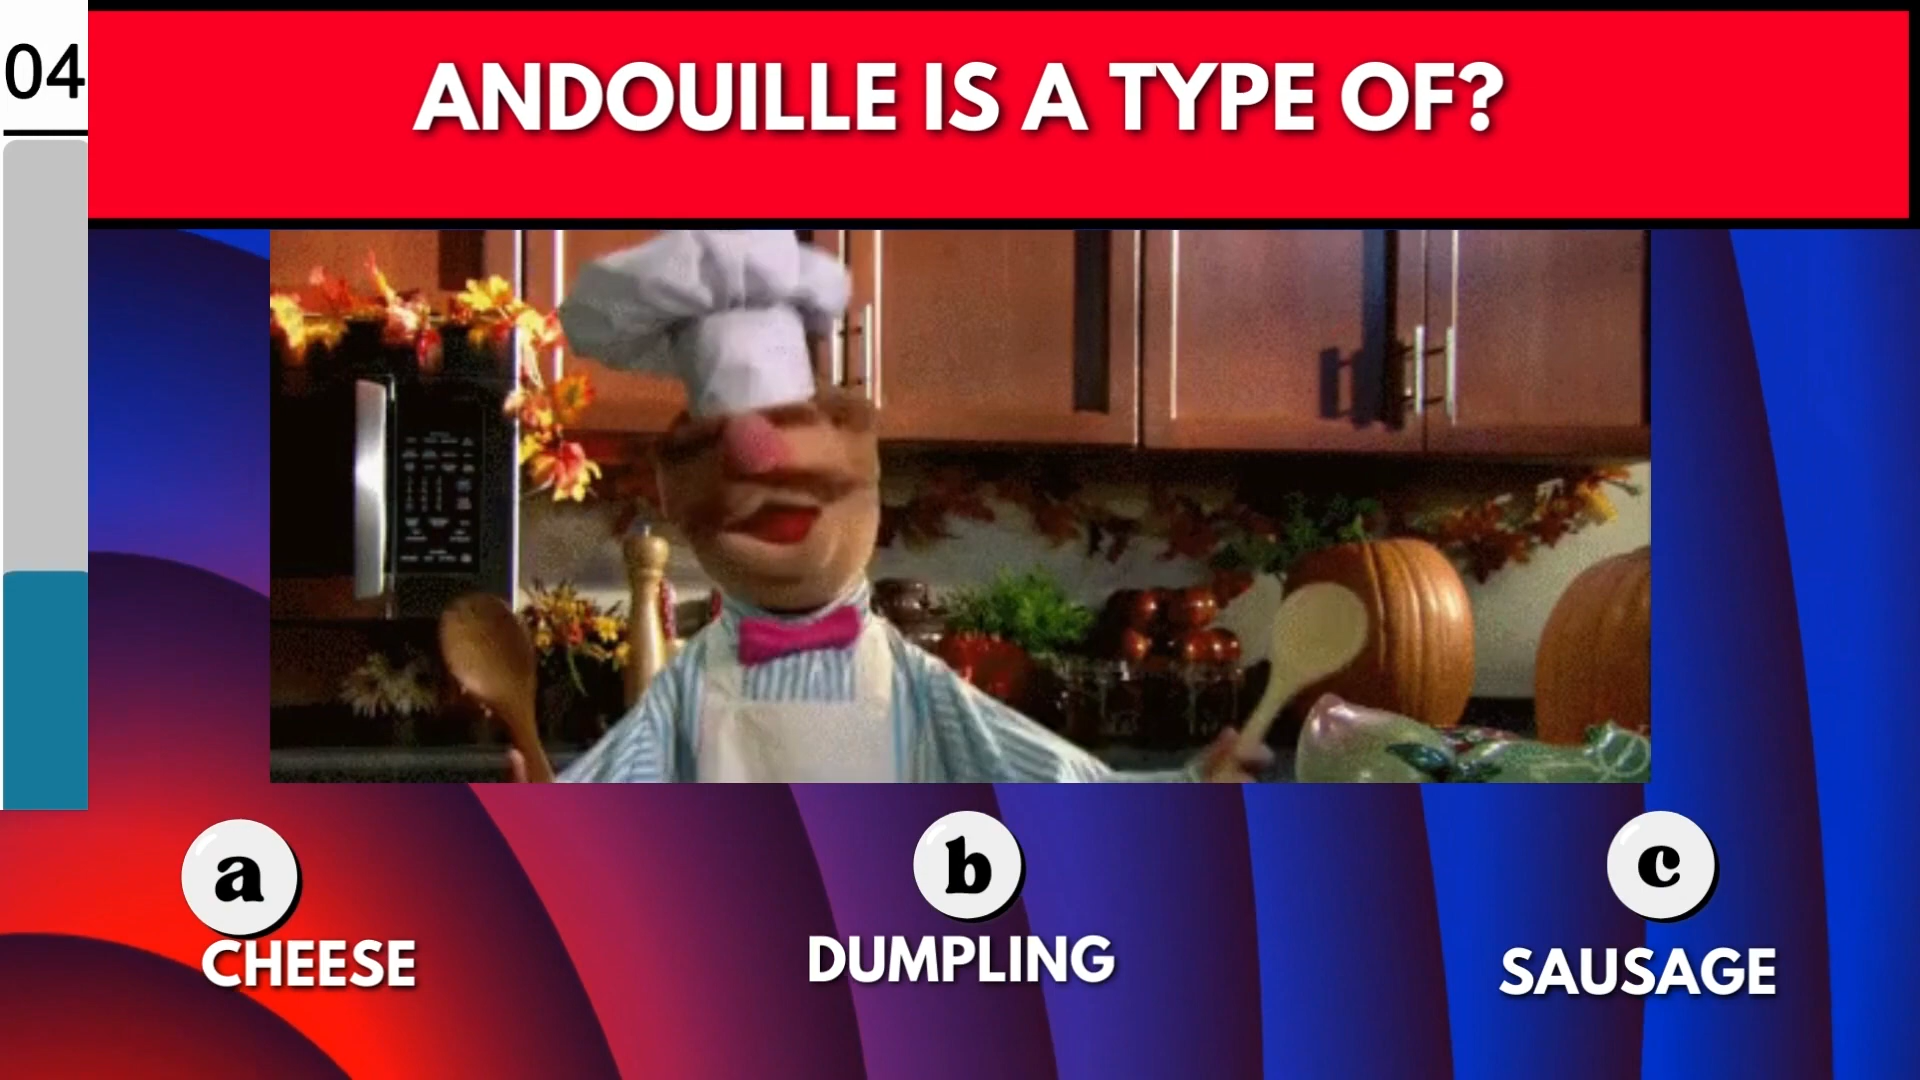 04
ANDOUILLE IS A TYPE OF?
a
CHEESE
b
DUMPLING
c
SAUSAGE